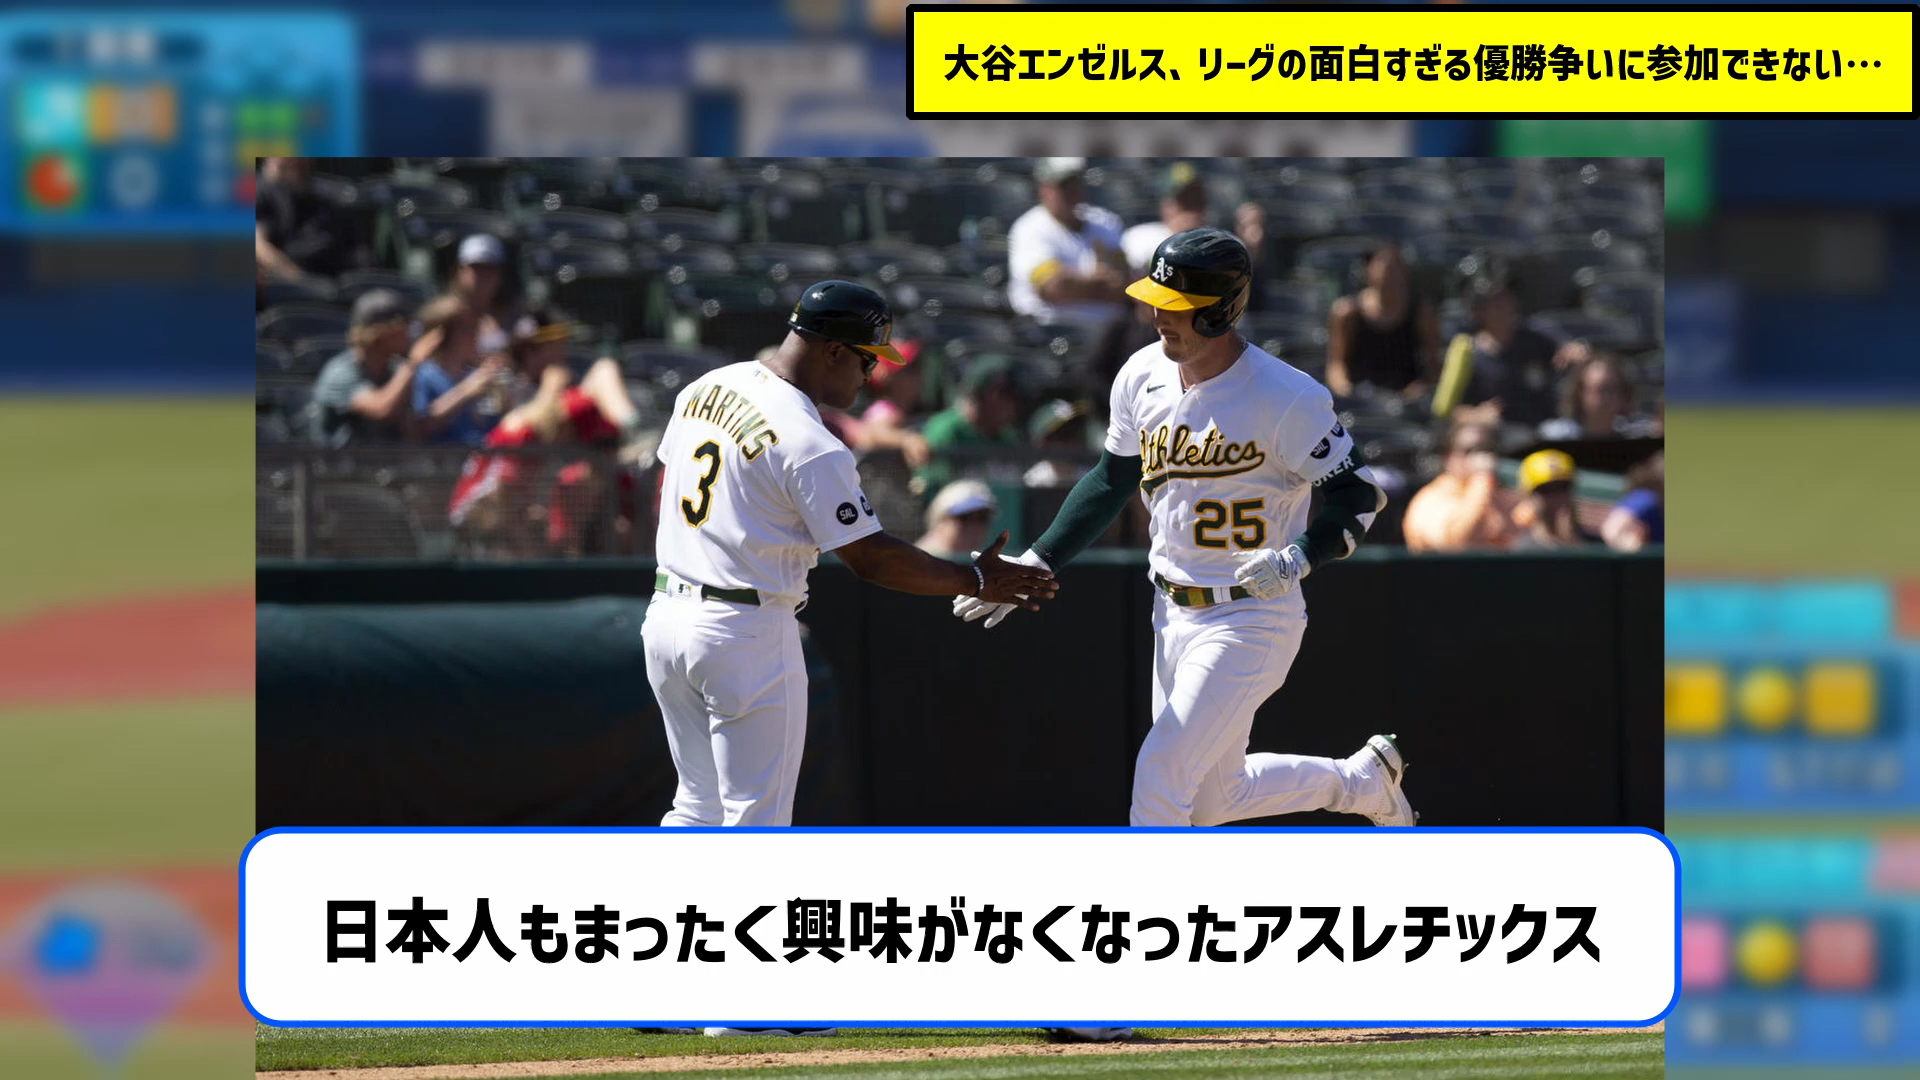 大谷エンゼルス、リーグの面白すぎる優勝争いに参加できない…
A's
MARTINS
3
SAL
Athletics
25
日本人もまったく興味がなくなったアスレチックス